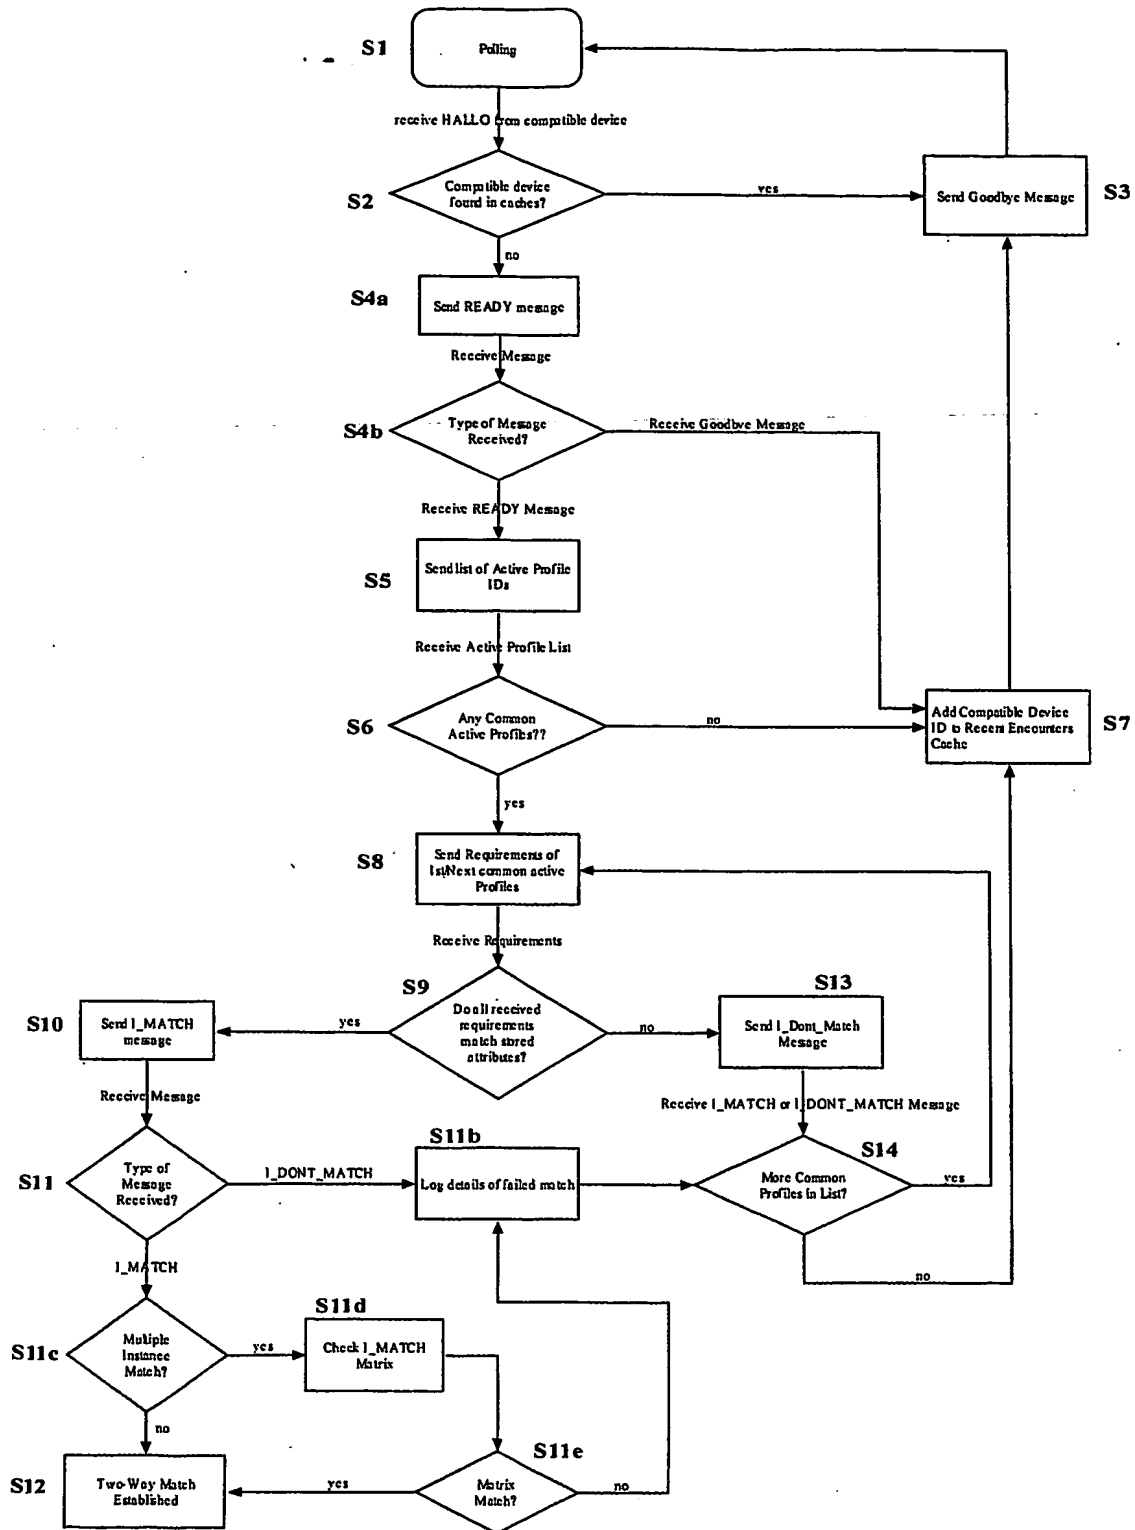 S1
Polling
receive HALLO from compatible device
S2
Compatible device
found in caches?
yes
Send Goodbye Message
S3
no
S4a
Send READY message
Receive Message
S4b
Type of Message
Received?
Receive Goodbye Message
Receive READY Message
S5
Send list of Active Profile
IDs
Receive Active Profile List
S6
Any Common
Active Profiles??
no
Add Compatible Device
ID to Recent Encounters
Cache
S7
yes
S8
Send Requirements of
1st/Next common active
Profiles
Receive Requirements
S9
Do all received
requirements
match stored
attributes?
yes
S10
Send I_MATCH
message
no
S13
Send I_Dont_Match
Message
Receive Message
Receive I_MATCH or I_DONT_MATCH Message
S11
Type of
Message
Received?
I_DONT_MATCH
S11b
Log details of failed match
S14
More Common
Profiles in List?
yes
no
I_MATCH
S11c
Multiple
Instance
Match?
yes
S11d
Check I_MATCH
Matrix
no
S11e
Matrix
Match?
no
yes
S12
Two-Way Match
Established